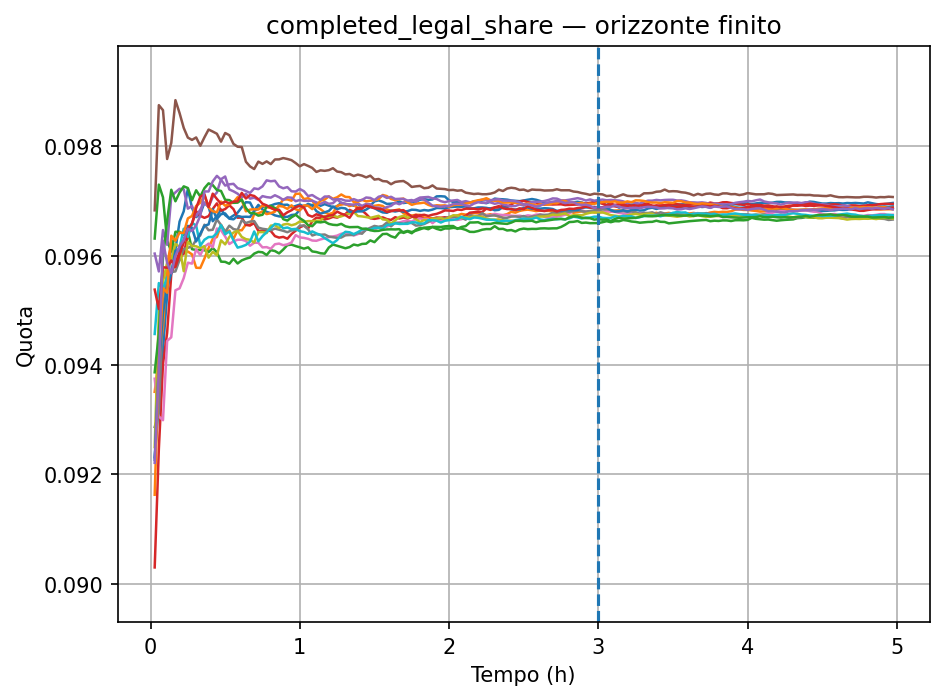 completed_legal_share — orizzonte finito
Quota
0.098
0.096
0.094
0.092
0.090
0 1 2 3 4 5
Tempo (h)